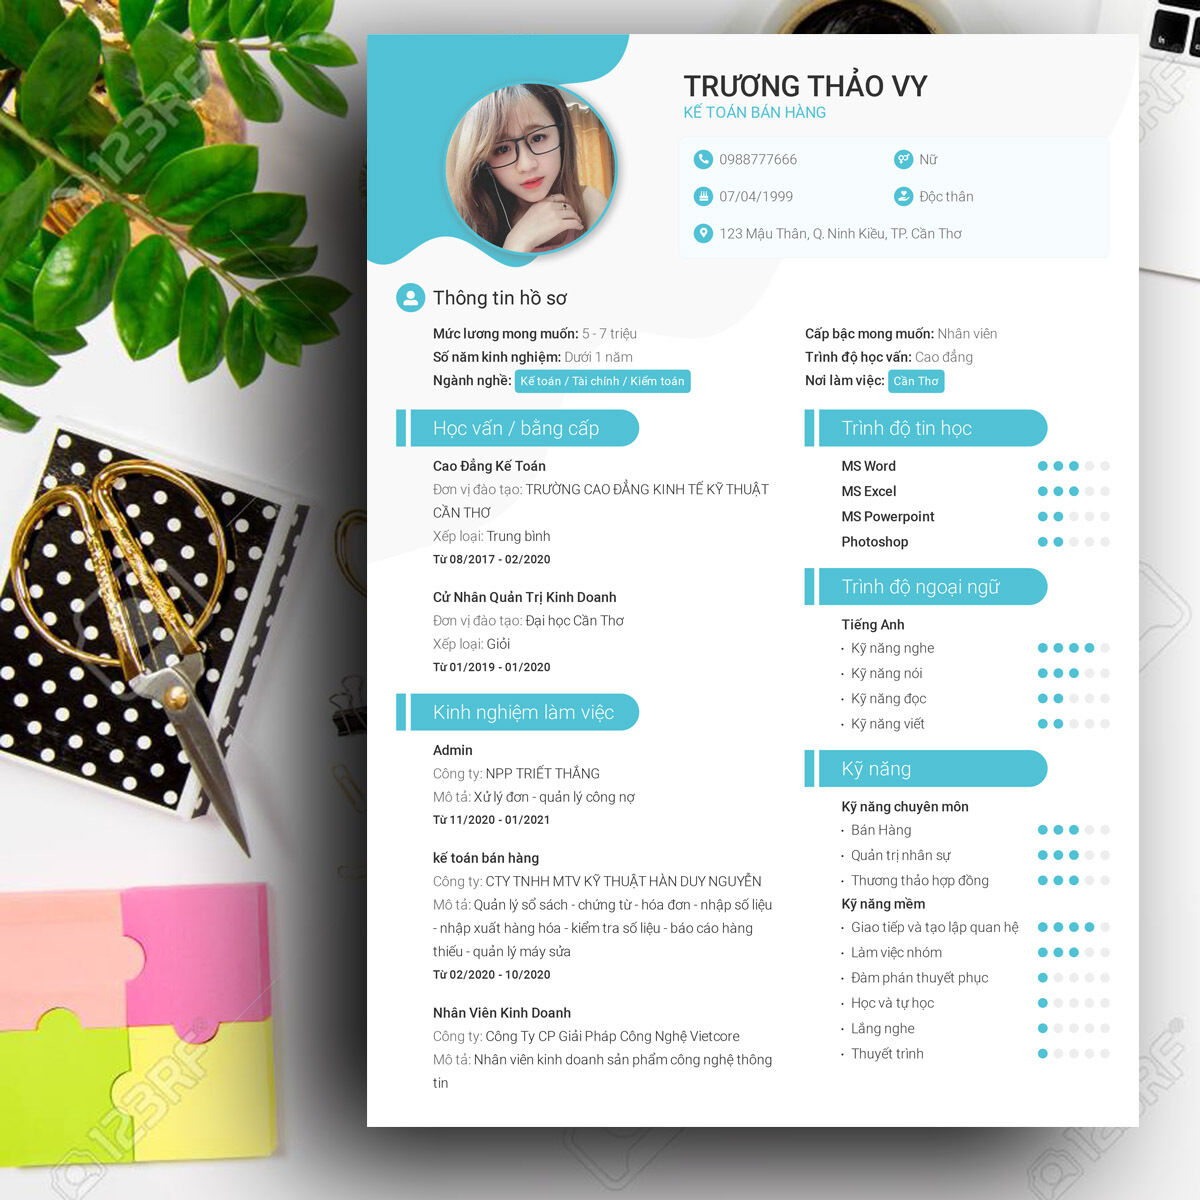 TRƯƠNG THẢO VY
KẾ TOÁN BÁN HÀNG
0988777666
Nữ
07/04/1999
Độc thân
123 Mậu Thân, Q. Ninh Kiều, TP. Cần Thơ
Thông tin hồ sơ
Mức lương mong muốn: 5 - 7 triệu
Số năm kinh nghiệm: Dưới 1 năm
Ngành nghề: Kế toán / Tài chính / Kiểm toán
Cấp bậc mong muốn: Nhân viên
Trình độ học vấn: Cao đẳng
Nơi làm việc: Cần Thơ
Học vấn / bằng cấp
Cao Đẳng Kế Toán
Đơn vị đào tạo: TRƯỜNG CAO ĐẲNG KINH TẾ KỸ THUẬT
CẦN THƠ
Xếp loại: Trung bình
Từ 08/2017 - 02/2020
Cử Nhân Quản Trị Kinh Doanh
Đơn vị đào tạo: Đại học Cần Thơ
Xếp loại: Giỏi
Từ 01/2019 - 01/2020
Kinh nghiệm làm việc
Admin
Công ty: NPP TRIẾT THẮNG
Mô tả: Xử lý đơn - quản lý công nợ
Từ 11/2020 - 01/2021
kế toán bán hàng
Công ty: CTY TNHH MTV KỸ THUẬT HÀN DUY NGUYỄN
Mô tả: Quản lý sổ sách - chứng từ - hóa đơn - nhập số liệu
- nhập xuất hàng hóa - kiểm tra số liệu - báo cáo hàng
thiếu - quản lý máy sửa
Từ 02/2020 - 10/2020
Nhân Viên Kinh Doanh
Công ty: Công Ty CP Giải Pháp Công Nghệ Vietcore
Mô tả: Nhân viên kinh doanh sản phẩm công nghệ thông
tin
Trình độ tin học
MS Word
MS Excel
MS Powerpoint
Photoshop
Trình độ ngoại ngữ
Tiếng Anh
· Kỹ năng nghe
· Kỹ năng nói
· Kỹ năng đọc
· Kỹ năng viết
Kỹ năng
Kỹ năng chuyên môn
· Bán Hàng
· Quản trị nhân sự
· Thương thảo hợp đồng
Kỹ năng mềm
· Giao tiếp và tạo lập quan hệ
· Làm việc nhóm
· Đàm phán thuyết phục
· Học và tự học
· Lắng nghe
· Thuyết trình
123RF
123RF